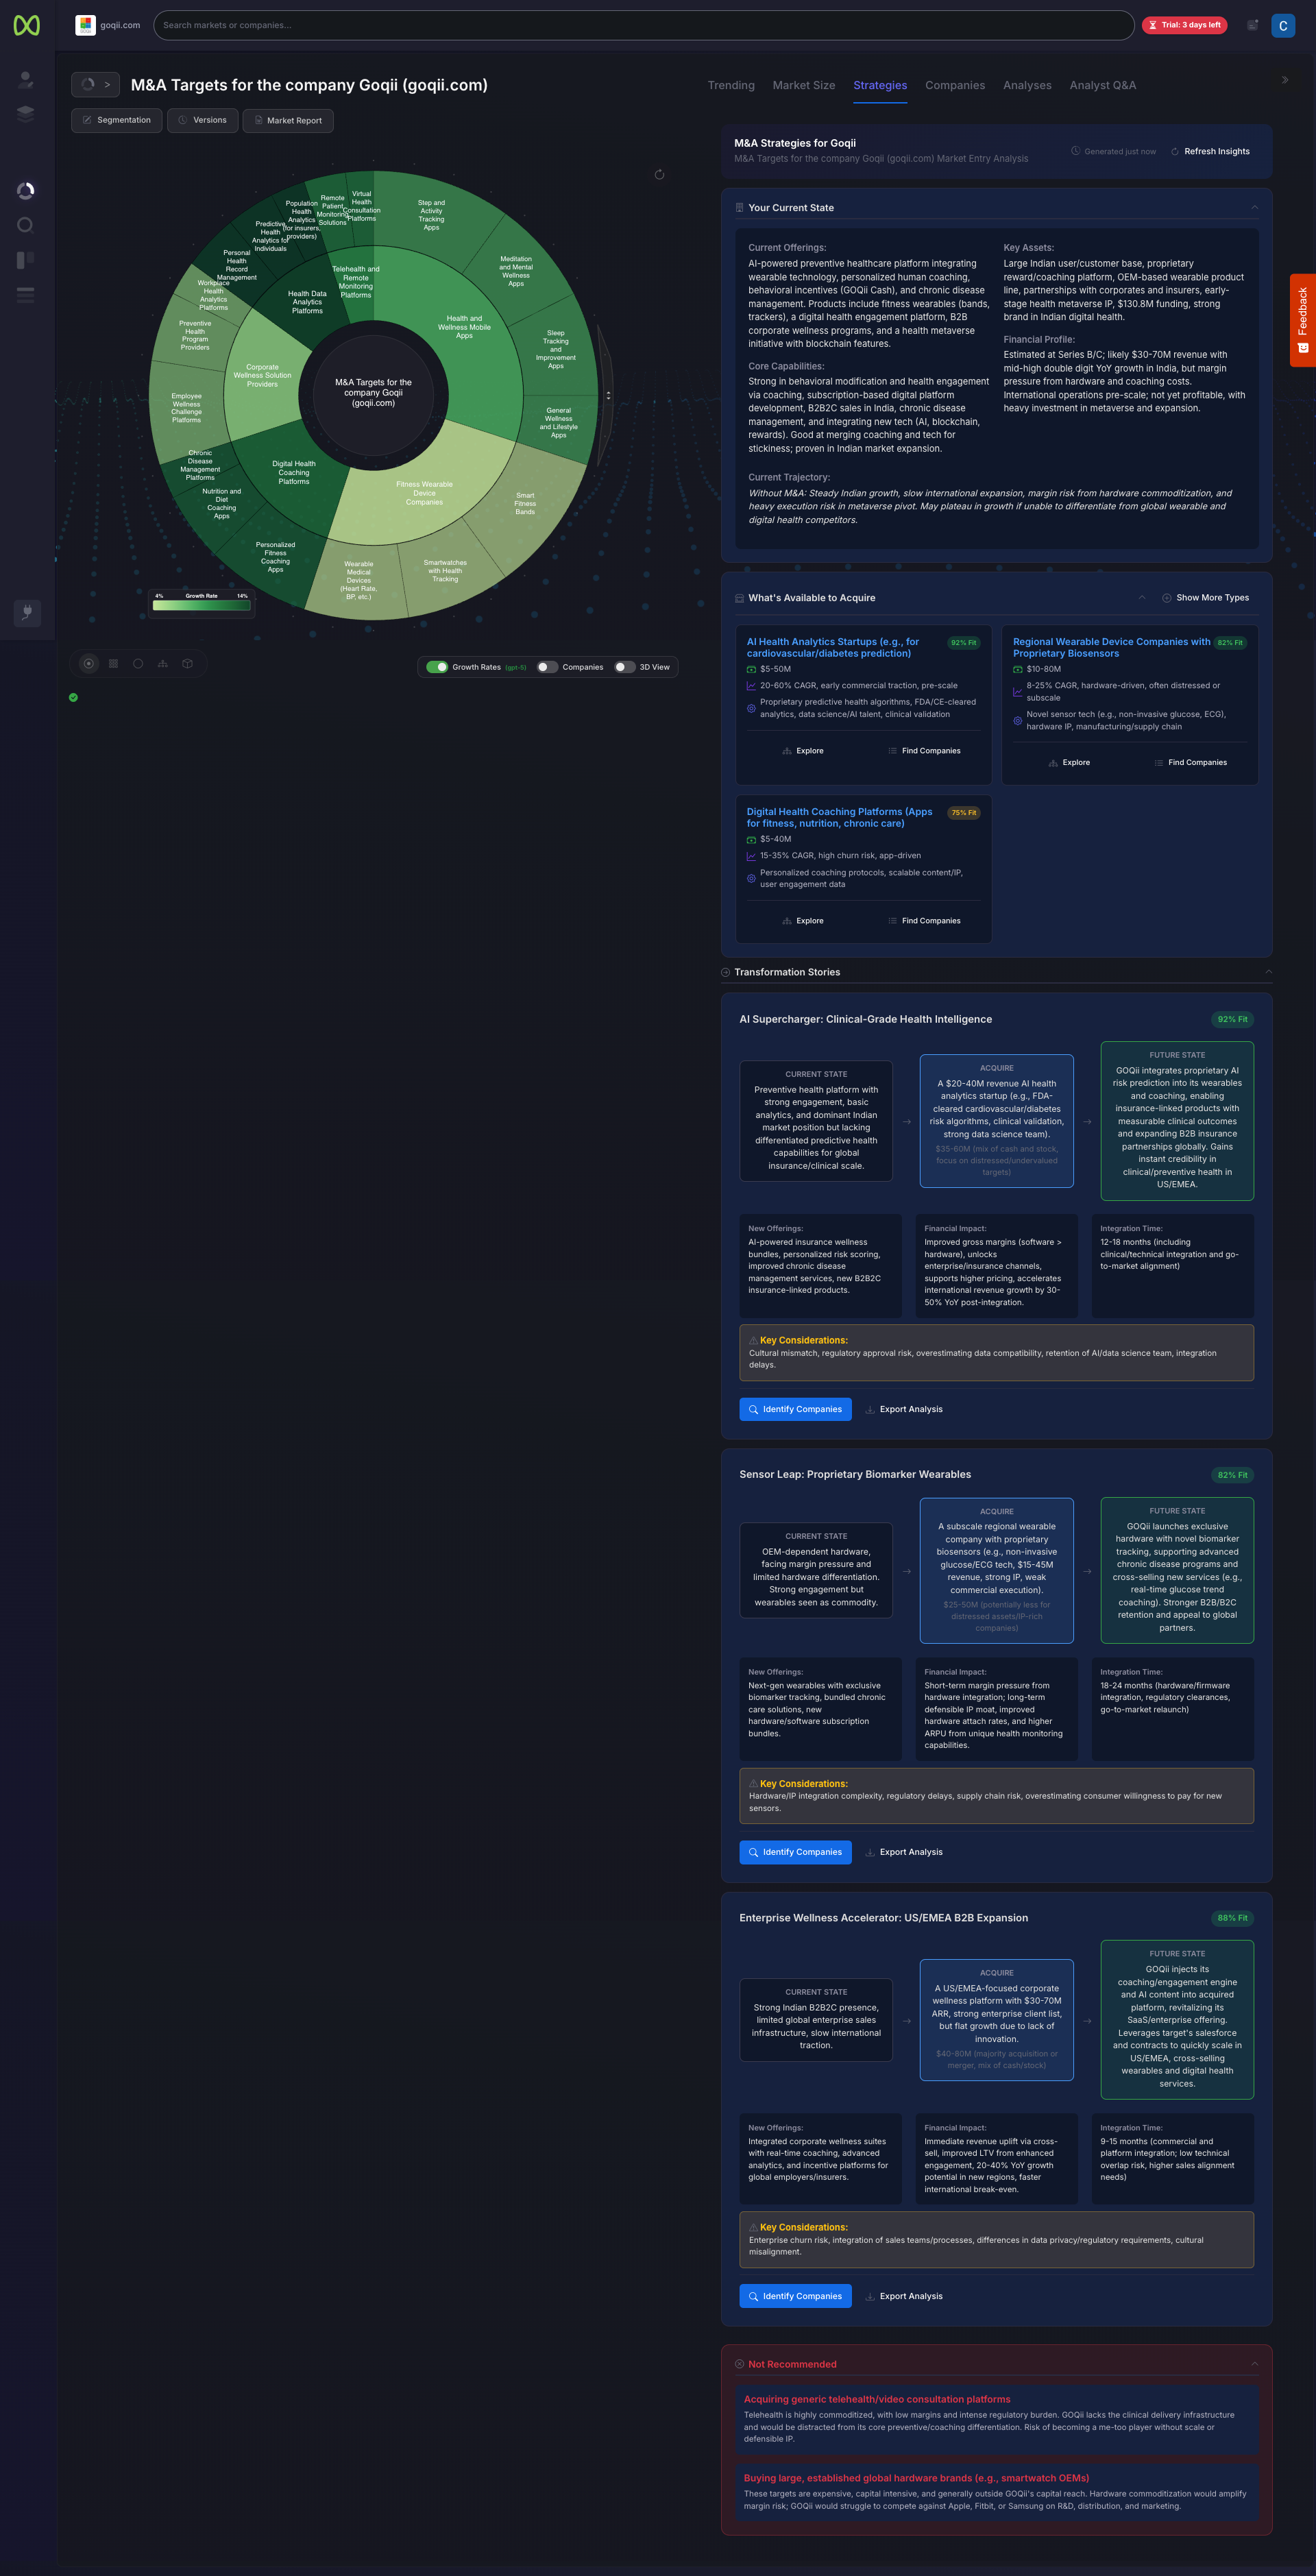 goqii.com
Search markets or companies...
Trial: 3 days left
C
>
M&A Targets for the company Goqii (goqii.com)
Segmentation
Versions
Market Report
Trending
Market Size
Strategies
Companies
Analyses
Analyst Q&A
Feedback
M&A Targets for the
company Goqii
(goqii.com)
Health and
Wellness Mobile
Apps
Fitness Wearable
Device
Companies
Digital Health
Coaching
Platforms
Corporate
Wellness Solution
Providers
Health Data
Analytics
Platforms
Telehealth and
Remote
Monitoring
Platforms
Step and
Activity
Tracking
Apps
Meditation
and Mental
Wellness
Apps
Sleep
Tracking
and
Improvement
Apps
General
Wellness
and Lifestyle
Apps
Smart
Fitness
Bands
Smartwatches
with Health
Tracking
Wearable
Medical
Devices
(Heart Rate,
BP, etc.)
Personalized
Fitness
Coaching
Apps
Nutrition and
Diet
Coaching
Apps
Chronic
Disease
Management
Platforms
Employee
Wellness
Challenge
Platforms
Preventive
Health
Program
Providers
Workplace
Health
Analytics
Platforms
Personal
Health
Record
Management
Predictive
Health
Analytics for
Individuals
Population
Health
Analytics
(for insurers,
providers)
Remote
Patient
Monitoring
Solutions
Virtual
Health
Consultation
Platforms
4%
Growth Rate
14%
Growth Rates (gpt-5)
Companies
3D View
M&A Strategies for Goqii
M&A Targets for the company Goqii (goqii.com) Market Entry Analysis
Generated just now
Refresh Insights
Your Current State
Current Offerings:
AI-powered preventive healthcare platform integrating
wearable technology, personalized human coaching,
behavioral incentives (GOQii Cash), and chronic disease
management. Products include fitness wearables (bands,
trackers), a digital health engagement platform, B2B
corporate wellness programs, and a health metaverse
initiative with blockchain features.
Core Capabilities:
Strong in behavioral modification and health engagement
via coaching, subscription-based digital platform
development, B2B2C sales in India, chronic disease
management, and integrating new tech (AI, blockchain,
rewards). Good at merging coaching and tech for
stickiness; proven in Indian market expansion.
Key Assets:
Large Indian user/customer base, proprietary
reward/coaching platform, OEM-based wearable product
line, partnerships with corporates and insurers, early-
stage health metaverse IP, $130.8M funding, strong
brand in Indian digital health.
Financial Profile:
Estimated at Series B/C; likely $30-70M revenue with
mid-high double digit YoY growth in India, but margin
pressure from hardware and coaching costs.
International operations pre-scale; not yet profitable, with
heavy investment in metaverse and expansion.
Current Trajectory:
Without M&A: Steady Indian growth, slow international expansion, margin risk from hardware commoditization, and
heavy execution risk in metaverse pivot. May plateau in growth if unable to differentiate from global wearable and
digital health competitors.
What's Available to Acquire
Show More Types
AI Health Analytics Startups (e.g., for
cardiovascular/diabetes prediction)
92% Fit
$5-50M
20-60% CAGR, early commercial traction, pre-scale
Proprietary predictive health algorithms, FDA/CE-cleared
analytics, data science/AI talent, clinical validation
Explore
Find Companies
Regional Wearable Device Companies with
Proprietary Biosensors
82% Fit
$10-80M
8-25% CAGR, hardware-driven, often distressed or
subscale
Novel sensor tech (e.g., non-invasive glucose, ECG),
hardware IP, manufacturing/supply chain
Explore
Find Companies
Digital Health Coaching Platforms (Apps
for fitness, nutrition, chronic care)
75% Fit
$5-40M
15-35% CAGR, high churn risk, app-driven
Personalized coaching protocols, scalable content/IP,
user engagement data
Explore
Find Companies
Transformation Stories
AI Supercharger: Clinical-Grade Health Intelligence
92% Fit
CURRENT STATE
Preventive health platform with
strong engagement, basic
analytics, and dominant Indian
market position but lacking
differentiated predictive health
capabilities for global
insurance/clinical scale.
ACQUIRE
A $20-40M revenue AI health
analytics startup (e.g., FDA-
cleared cardiovascular/diabetes
risk algorithms, clinical validation,
strong data science team).
$35-60M (mix of cash and stock,
focus on distressed/undervalued
targets)
FUTURE STATE
GOQii integrates proprietary AI
risk prediction into its wearables
and coaching, enabling
insurance-linked products with
measurable clinical outcomes
and expanding B2B insurance
partnerships globally. Gains
instant credibility in
clinical/preventive health in
US/EMEA.
New Offerings:
AI-powered insurance wellness
bundles, personalized risk scoring,
improved chronic disease
management services, new B2B2C
insurance-linked products.
Financial Impact:
Improved gross margins (software >
hardware), unlocks
enterprise/insurance channels,
supports higher pricing, accelerates
international revenue growth by 30-
50% YoY post-integration.
Integration Time:
12-18 months (including
clinical/technical integration and go-
to-market alignment)
Key Considerations:
Cultural mismatch, regulatory approval risk, overestimating data compatibility, retention of AI/data science team, integration
delays.
Identify Companies
Export Analysis
Sensor Leap: Proprietary Biomarker Wearables
82% Fit
CURRENT STATE
OEM-dependent hardware,
facing margin pressure and
limited hardware differentiation.
Strong engagement but
wearables seen as commodity.
ACQUIRE
A subscale regional wearable
company with proprietary
biosensors (e.g., non-invasive
glucose/ECG tech, $15-45M
revenue, strong IP, weak
commercial execution).
$25-50M (potentially less for
distressed assets/IP-rich
companies)
FUTURE STATE
GOQii launches exclusive
hardware with novel biomarker
tracking, supporting advanced
chronic disease programs and
cross-selling new services (e.g.,
real-time glucose trend
coaching). Stronger B2B/B2C
retention and appeal to global
partners.
New Offerings:
Next-gen wearables with exclusive
biomarker tracking, bundled chronic
care solutions, new
hardware/software subscription
bundles.
Financial Impact:
Short-term margin pressure from
hardware integration; long-term
defensible IP moat, improved
hardware attach rates, and higher
ARPU from unique health monitoring
capabilities.
Integration Time:
18-24 months (hardware/firmware
integration, regulatory clearances,
go-to-market relaunch)
Key Considerations:
Hardware/IP integration complexity, regulatory delays, supply chain risk, overestimating consumer willingness to pay for new
sensors.
Identify Companies
Export Analysis
Enterprise Wellness Accelerator: US/EMEA B2B Expansion
88% Fit
CURRENT STATE
Strong Indian B2B2C presence,
limited global enterprise sales
infrastructure, slow international
traction.
ACQUIRE
A US/EMEA-focused corporate
wellness platform with $30-70M
ARR, strong enterprise client list,
but flat growth due to lack of
innovation.
$40-80M (majority acquisition or
merger, mix of cash/stock)
FUTURE STATE
GOQii injects its
coaching/engagement engine
and AI content into acquired
platform, revitalizing its
SaaS/enterprise offering.
Leverages target's salesforce
and contracts to quickly scale in
US/EMEA, cross-selling
wearables and digital health
services.
New Offerings:
Integrated corporate wellness suites
with real-time coaching, advanced
analytics, and incentive platforms for
global employers/insurers.
Financial Impact:
Immediate revenue uplift via cross-
sell, improved LTV from enhanced
engagement, 20-40% YoY growth
potential in new regions, faster
international break-even.
Integration Time:
9-15 months (commercial and
platform integration; low technical
overlap risk, higher sales alignment
needs)
Key Considerations:
Enterprise churn risk, integration of sales teams/processes, differences in data privacy/regulatory requirements, cultural
misalignment.
Identify Companies
Export Analysis
Not Recommended
Acquiring generic telehealth/video consultation platforms
Telehealth is highly commoditized, with low margins and intense regulatory burden. GOQii lacks the clinical delivery infrastructure
and would be distracted from its core preventive/coaching differentiation. Risk of becoming a me-too player without scale or
defensible IP.
Buying large, established global hardware brands (e.g., smartwatch OEMs)
These targets are expensive, capital intensive, and generally outside GOQii's capital reach. Hardware commoditization would amplify
margin risk; GOQii would struggle to compete against Apple, Fitbit, or Samsung on R&D, distribution, and marketing.